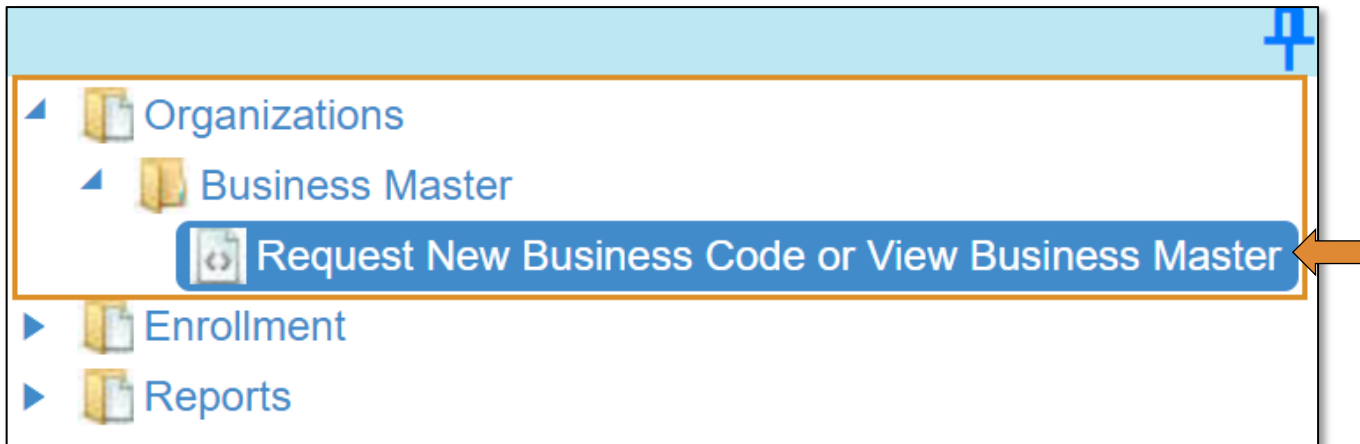 Organizations
Business Master
Request New Business Code or View Business Master
Enrollment
Reports